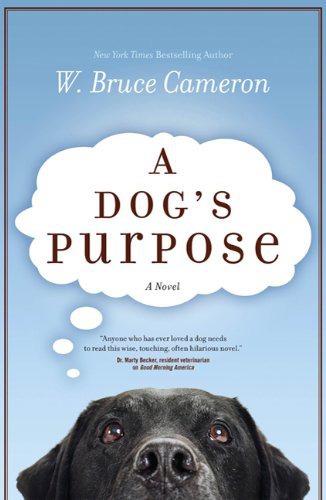 New York Times Bestselling Author
W. Bruce Cameron
A
DOG'S
PURPOSE
A Novel
"Anyone who has ever loved a dog needs
to read this wise, touching, often hilarious novel."
Dr. Marty Becker, resident veterinarian
on Good Morning America